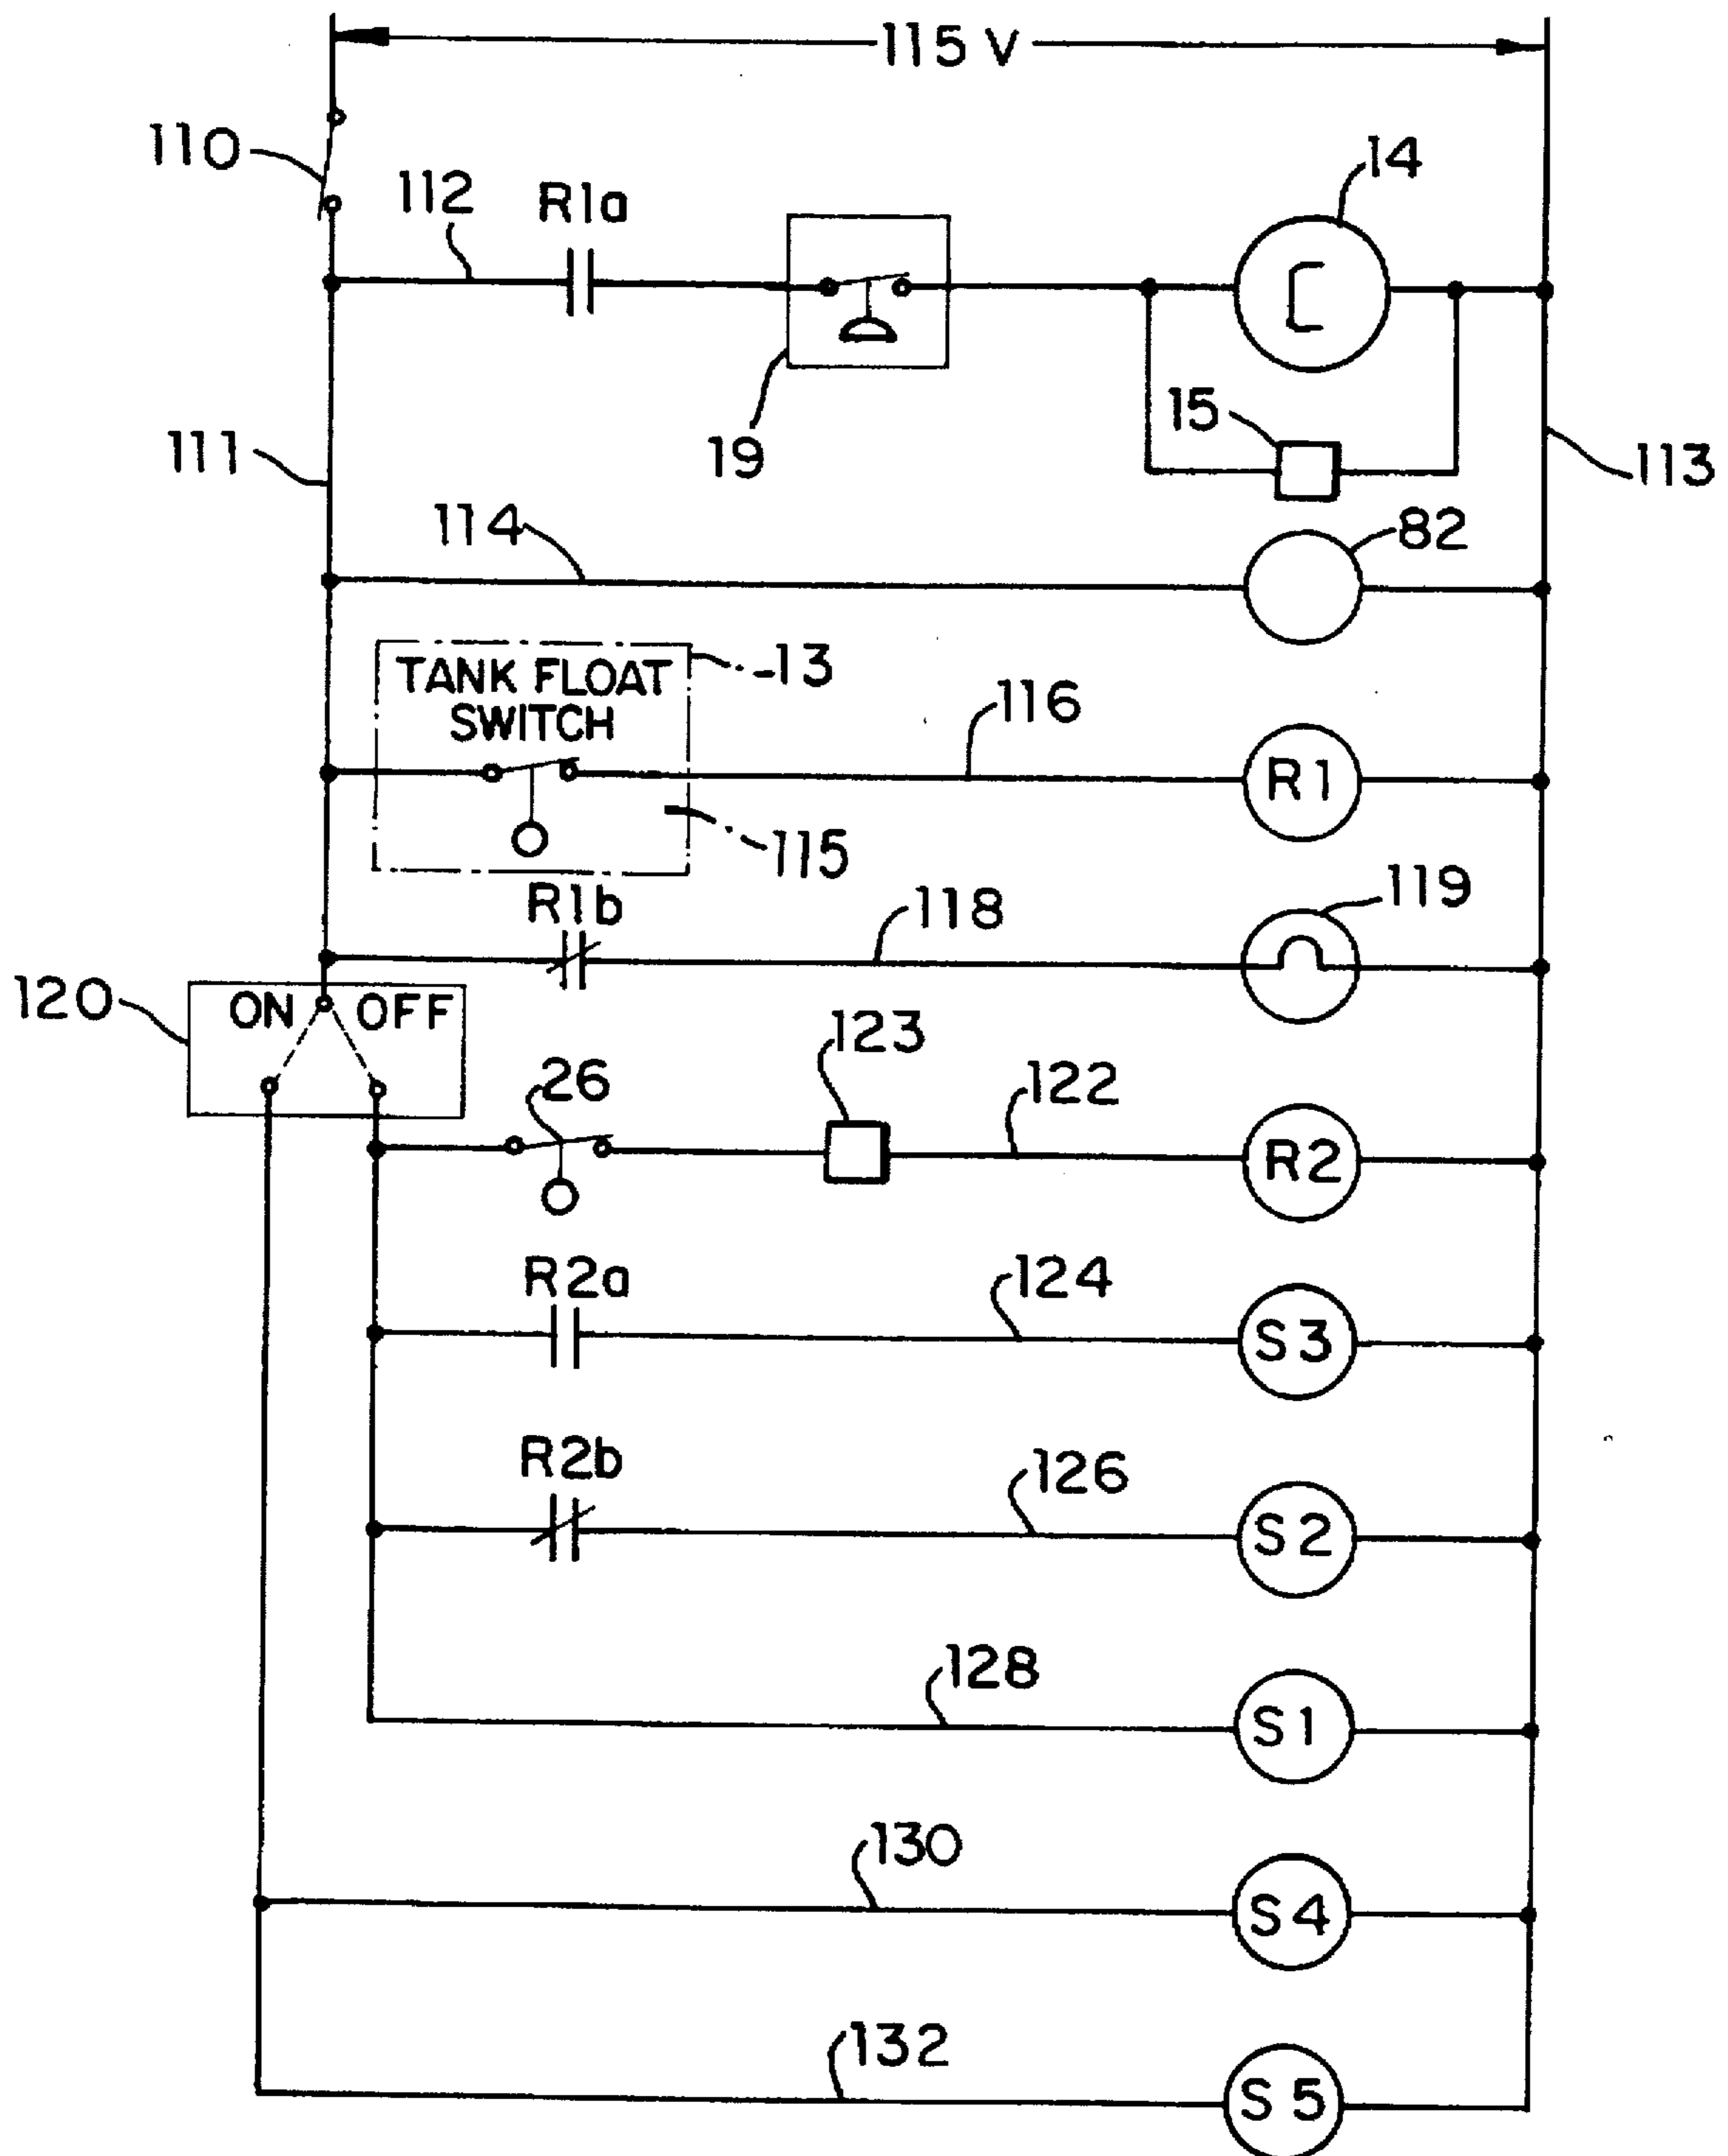 115 V
110
112
R1a
14
19
15
111
113
114
82
13
TANK FLOAT
SWITCH
116
R1
115
R1b
118
119
120
ON OFF
123
26
122
R2
R2a
124
S3
R2b
126
S2
128
S1
130
S4
132
S5